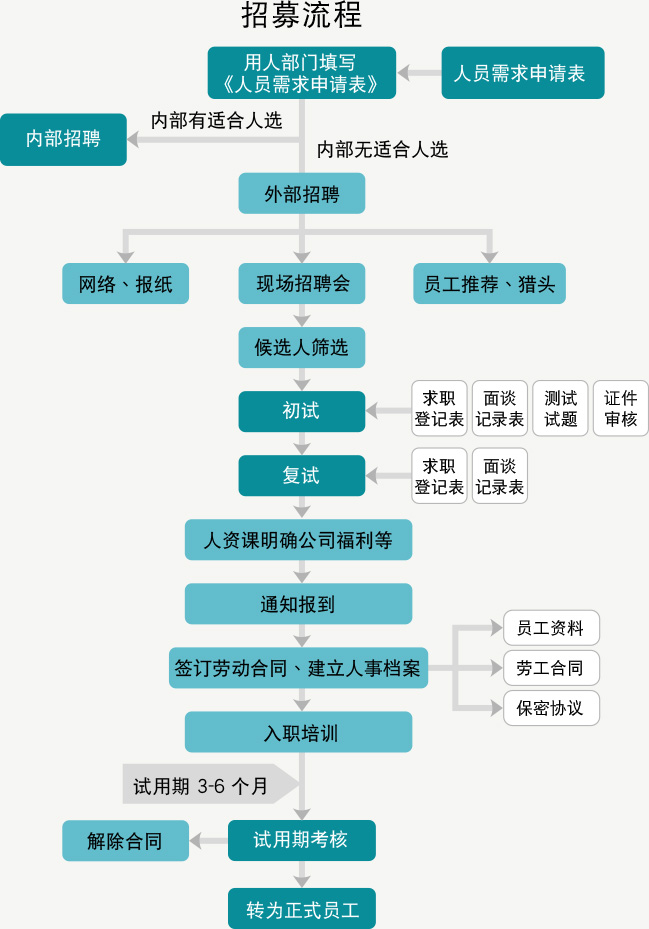 招募流程
用人部门填写
《人员需求申请表》
人员需求申请表
内部招聘
内部有适合人选
内部无适合人选
外部招聘
网络、报纸
现场招聘会
员工推荐、猎头
候选人筛选
初试
求职
登记表
面谈
记录表
测试
试题
证件
审核
复试
求职
登记表
面谈
记录表
人资课明确公司福利等
通知报到
签订劳动合同、建立人事档案
员工资料
劳工合同
保密协议
入职培训
试用期 3-6 个月
解除合同
试用期考核
转为正式员工